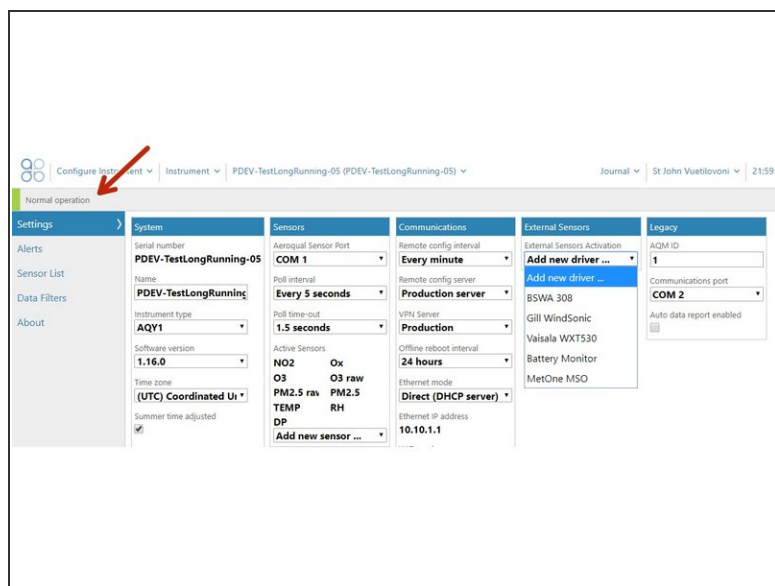 Configure Instrument
Instrument
PDEV-TestLongRunning-05 (PDEV-TestLongRunning-05)
Journal
St John Vuetilovoni
21:59
Normal operation
Settings
Alerts
Sensor List
Data Filters
About
System
Serial number
PDEV-TestLongRunning-05
Name
PDEV-TestLongRunning
Instrument type
AQY1
Software version
1.16.0
Time zone
(UTC) Coordinated Un
Summer time adjusted
Sensors
Aeroqual Sensor Port
COM 1
Poll interval
Every 5 seconds
Poll time-out
1.5 seconds
Active Sensors
NO2 Ox
O3 O3 raw
PM2.5 raw PM2.5
TEMP RH
DP
Add new sensor ...
Communications
Remote config interval
Every minute
Remote config server
Production server
VPN Server
Production
Offline reboot interval
24 hours
Ethernet mode
Direct (DHCP server)
Ethernet IP address
10.10.1.1
External Sensors
External Sensors Activation
Add new driver ...
Add new driver ...
BSWA 308
Gill WindSonic
Vaisala WXT530
Battery Monitor
MetOne MSO
Legacy
AQM ID
1
Communications port
COM 2
Auto data report enabled